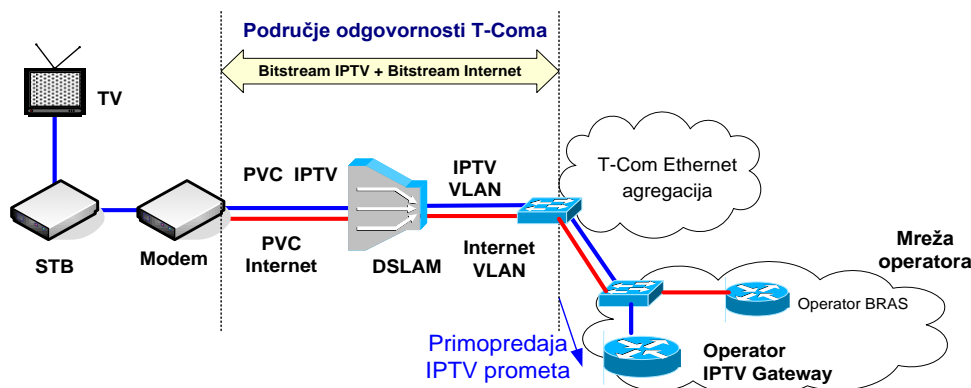 Područje odgovornosti T-Coma
Bitstream IPTV + Bitstream Internet
TV
T-Com Ethernet
agregacija
PVC IPTV
IPTV
VLAN
STB
Modem
PVC
Internet
DSLAM
Internet
VLAN
Mreža
operatora
Operator BRAS
Primopredaja
IPTV prometa
Operator
IPTV Gateway